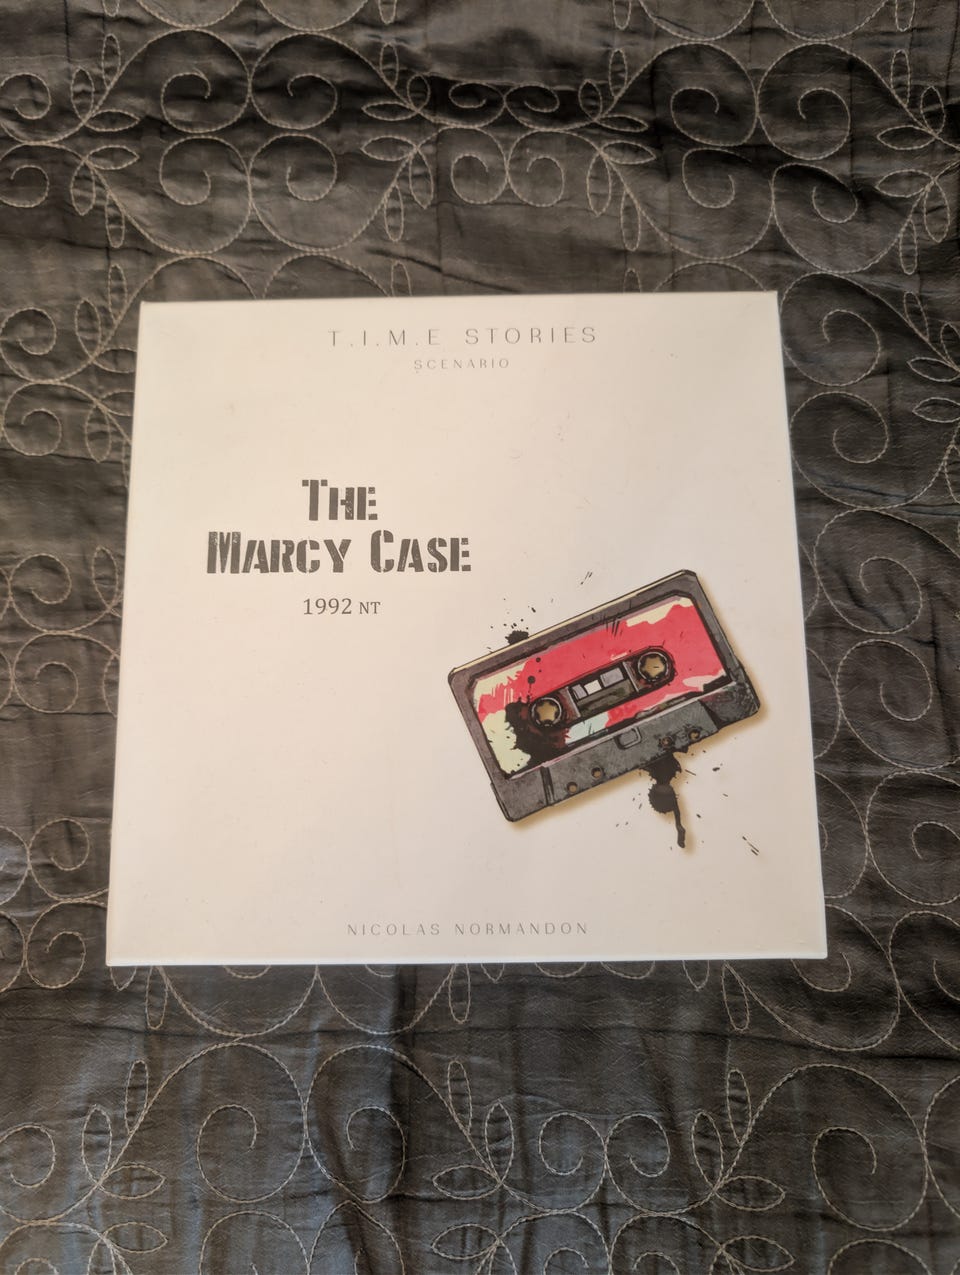 T.I.M.E STORIES
SCENARIO
THE
MARCY CASE
1992 NT
NICOLAS NORMANDON